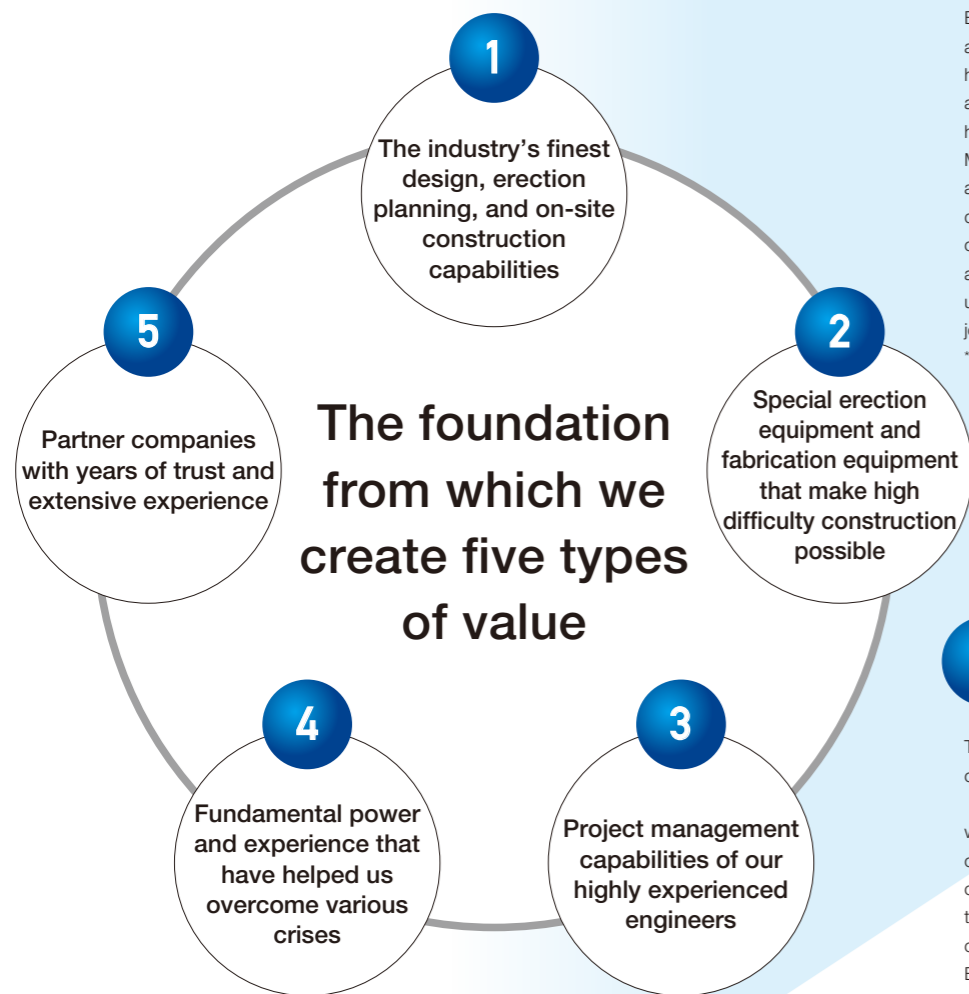 1
The industry's finest
design, erection
planning, and on-site
construction
capabilities
2
Special erection
equipment and
fabrication equipment
that make high
difficulty construction
possible
3
Project management
capabilities of our
highly experienced
engineers
4
Fundamental power
and experience that
have helped us
overcome various
crises
5
Partner companies
with years of trust and
extensive experience
The foundation
from which we
create five types
of value